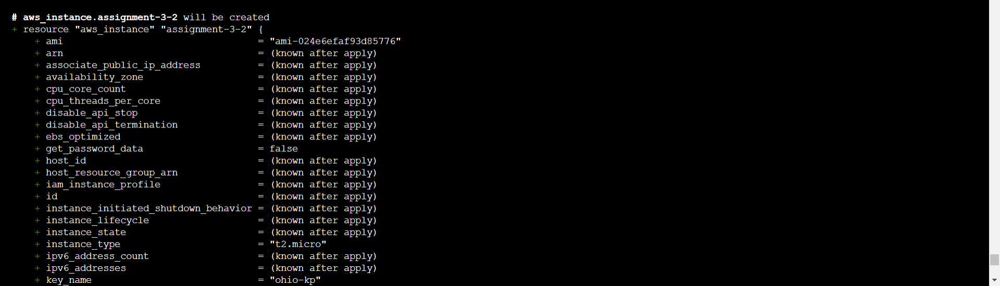 # aws_instance.assignment-3-2 will be created
+ resource "aws_instance" "assignment-3-2" {
    + ami                                  = "ami-024e6efaf93d85776"
    + arn                                  = (known after apply)
    + associate_public_ip_address          = (known after apply)
    + availability_zone                    = (known after apply)
    + cpu_core_count                       = (known after apply)
    + cpu_threads_per_core                 = (known after apply)
    + disable_api_stop                     = (known after apply)
    + disable_api_termination              = (known after apply)
    + ebs_optimized                        = (known after apply)
    + get_password_data                    = false
    + host_id                              = (known after apply)
    + host_resource_group_arn              = (known after apply)
    + iam_instance_profile                 = (known after apply)
    + id                                   = (known after apply)
    + instance_initiated_shutdown_behavior = (known after apply)
    + instance_lifecycle                   = (known after apply)
    + instance_state                       = (known after apply)
    + instance_type                        = "t2.micro"
    + ipv6_address_count                   = (known after apply)
    + ipv6_addresses                       = (known after apply)
    + key_name                             = "ohio-kp"